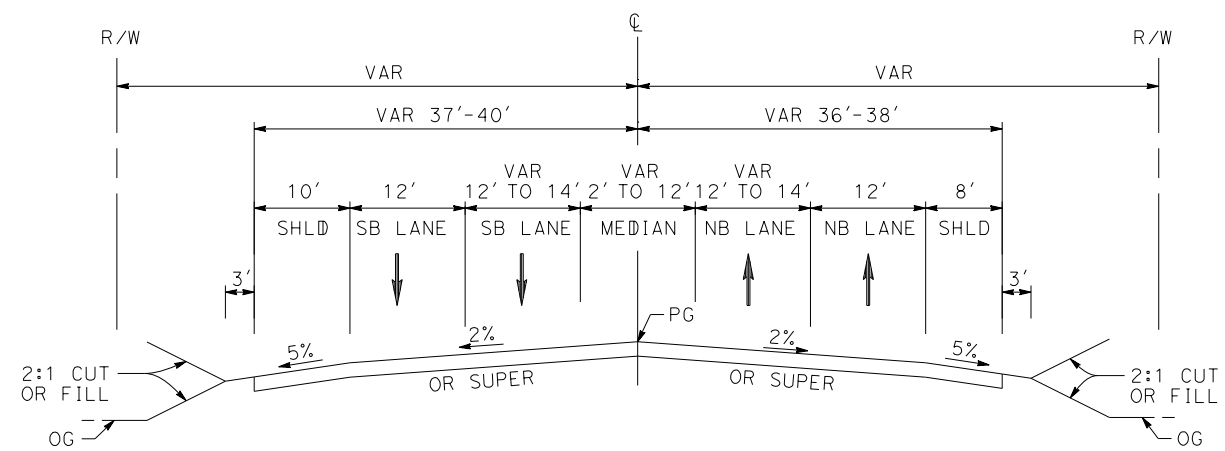 ℄
R/W
R/W
VAR
VAR
VAR 37'-40'
VAR 36'-38'
VAR
VAR
VAR
10'
12'
12' TO 14'
2' TO 12'
12' TO 14'
12'
8'
SHLD
SB LANE
SB LANE
MEDIAN
NB LANE
NB LANE
SHLD
3'
3'
PG
5%
2%
2%
5%
OR SUPER
OR SUPER
2:1 CUT
OR FILL
2:1 CUT
OR FILL
OG
OG